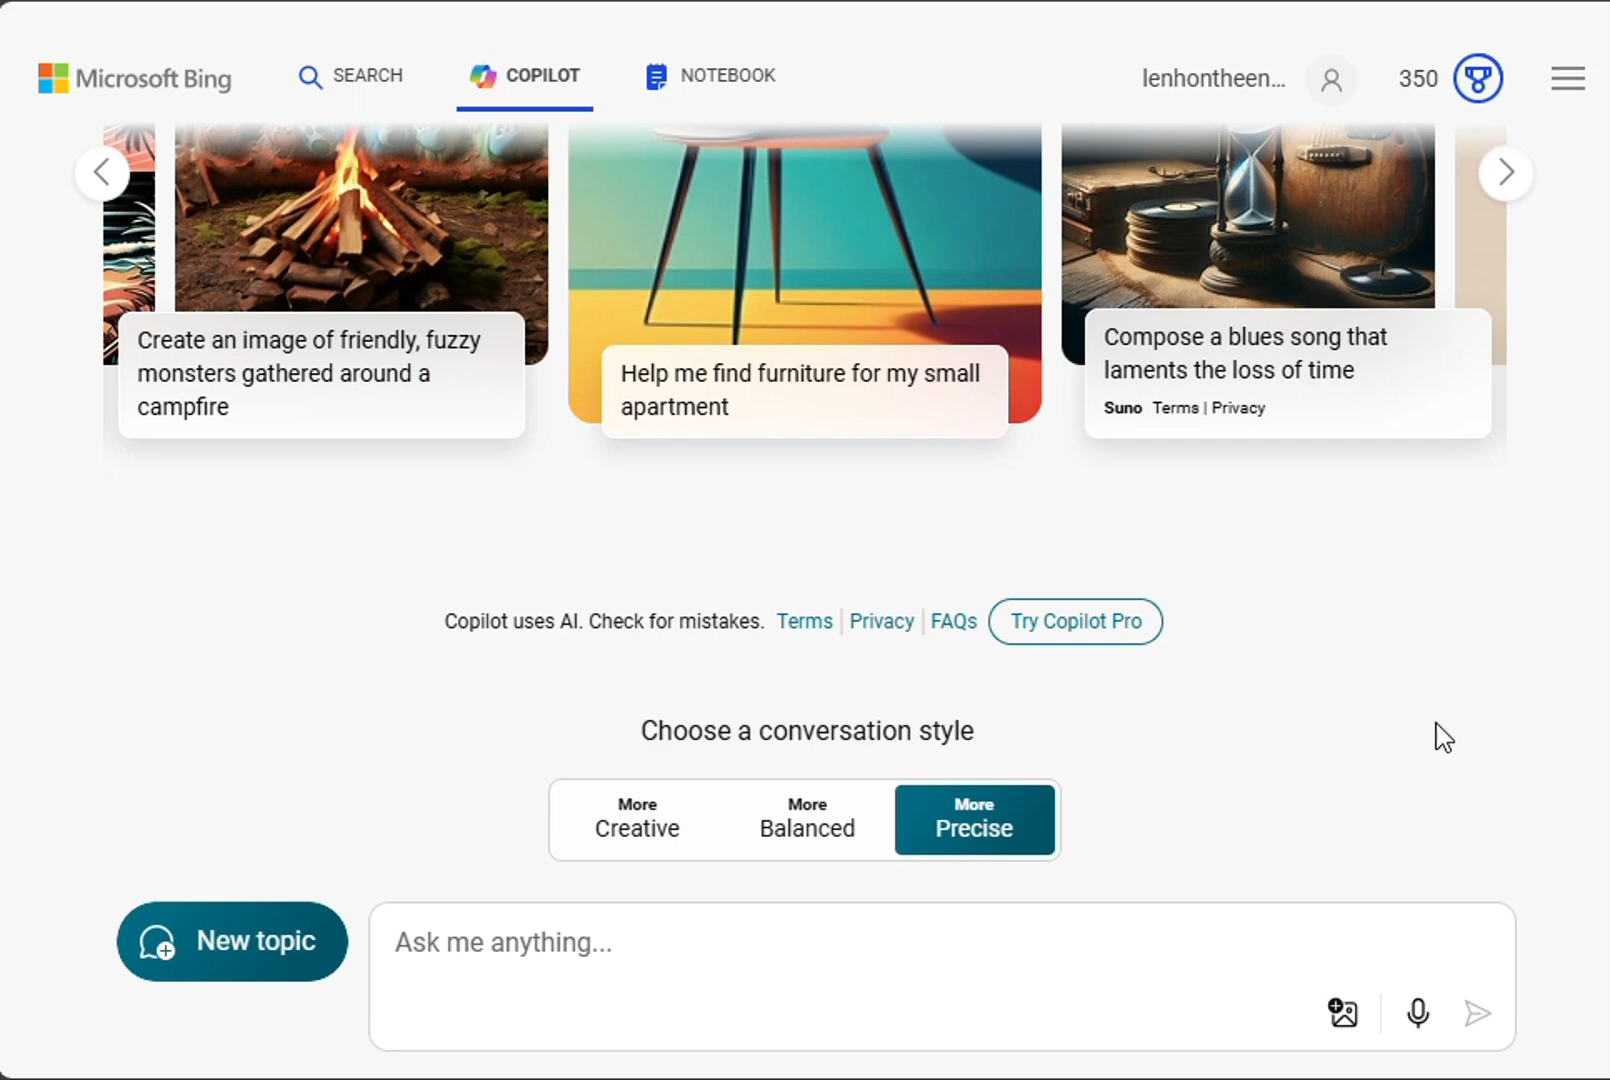 Microsoft Bing
SEARCH
COPILOT
NOTEBOOK
lenhontheen...
350
Create an image of friendly, fuzzy
monsters gathered around a
campfire
Help me find furniture for my small
apartment
Compose a blues song that
laments the loss of time
Suno Terms | Privacy
Copilot uses AI. Check for mistakes. Terms Privacy FAQs Try Copilot Pro
Choose a conversation style
More
Creative
More
Balanced
More
Precise
New topic
Ask me anything...